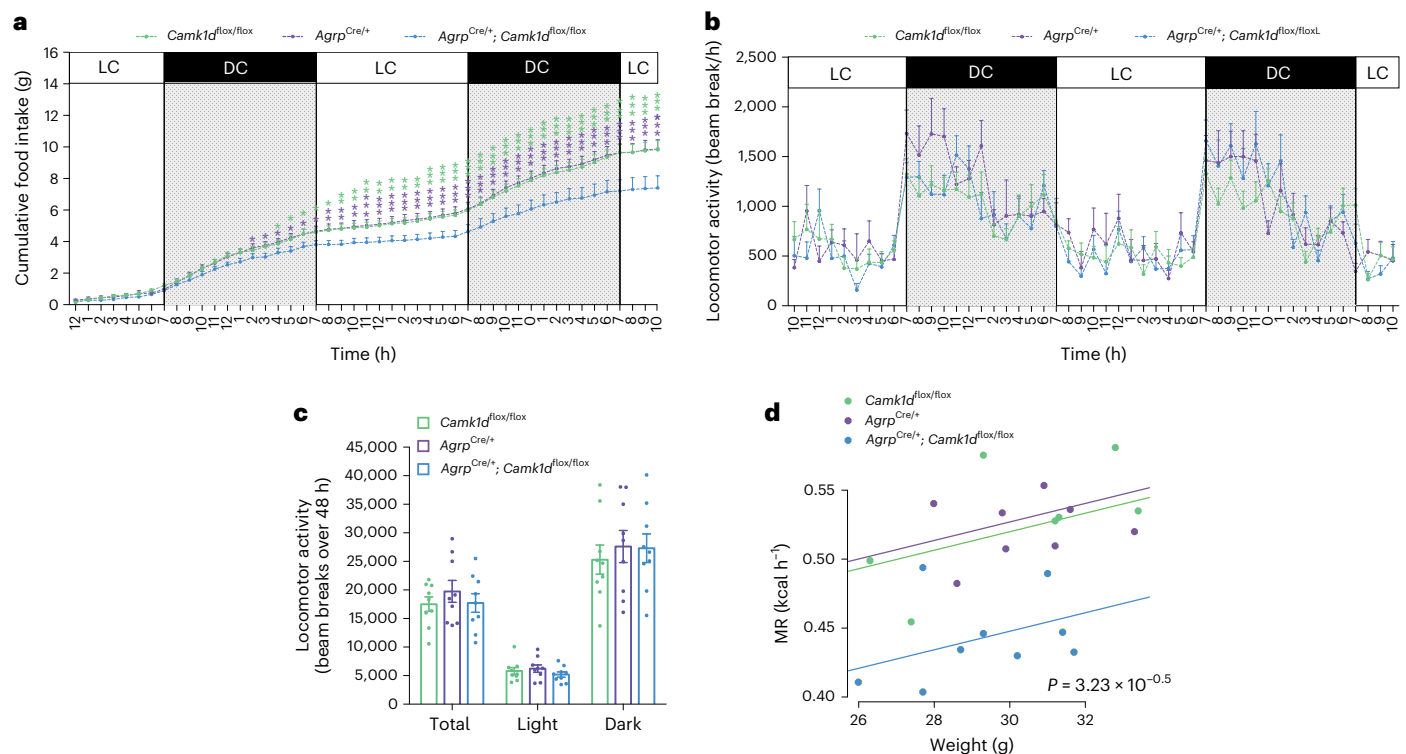 a
Camk1d^flox/flox Agrp^Cre/+ Agrp^Cre/+; Camk1d^flox/flox
Cumulative food intake (g)
16
14
12
10
8
6
4
2
0
LC DC LC DC LC
12 1 2 3 4 5 6 7 8 9 10 11 12 1 2 3 4 5 6 7 8 9 10 11 12 1 2 3 4 5 6 7 8 9 10 11 0 1 2 3 4 5 6 7 8 9 10
Time (h)
b
Camk1d^flox/flox Agrp^Cre/+ Agrp^Cre/+; Camk1d^flox/floxL
Locomotor activity (beam break/h)
2,500
2,000
1,500
1,000
500
0
LC DC LC DC LC
10 11 12 1 2 3 4 5 6 7 8 9 10 11 12 1 2 3 4 5 6 7 8 9 10 11 12 1 2 3 4 5 6 7 8 9 10 11 0 1 2 3 4 5 6 7 8 9 10
Time (h)
c
Camk1d^flox/flox
Agrp^Cre/+
Agrp^Cre/+; Camk1d^flox/flox
Locomotor activity
(beam breaks over 48 h)
45,000
40,000
35,000
30,000
25,000
20,000
15,000
10,000
5,000
0
Total Light Dark
d
Camk1d^flox/flox
Agrp^Cre/+
Agrp^Cre/+; Camk1d^flox/flox
MR (kcal h⁻¹)
0.55
0.50
0.45
0.40
P = 3.23 × 10^−0.5
26 28 30 32
Weight (g)